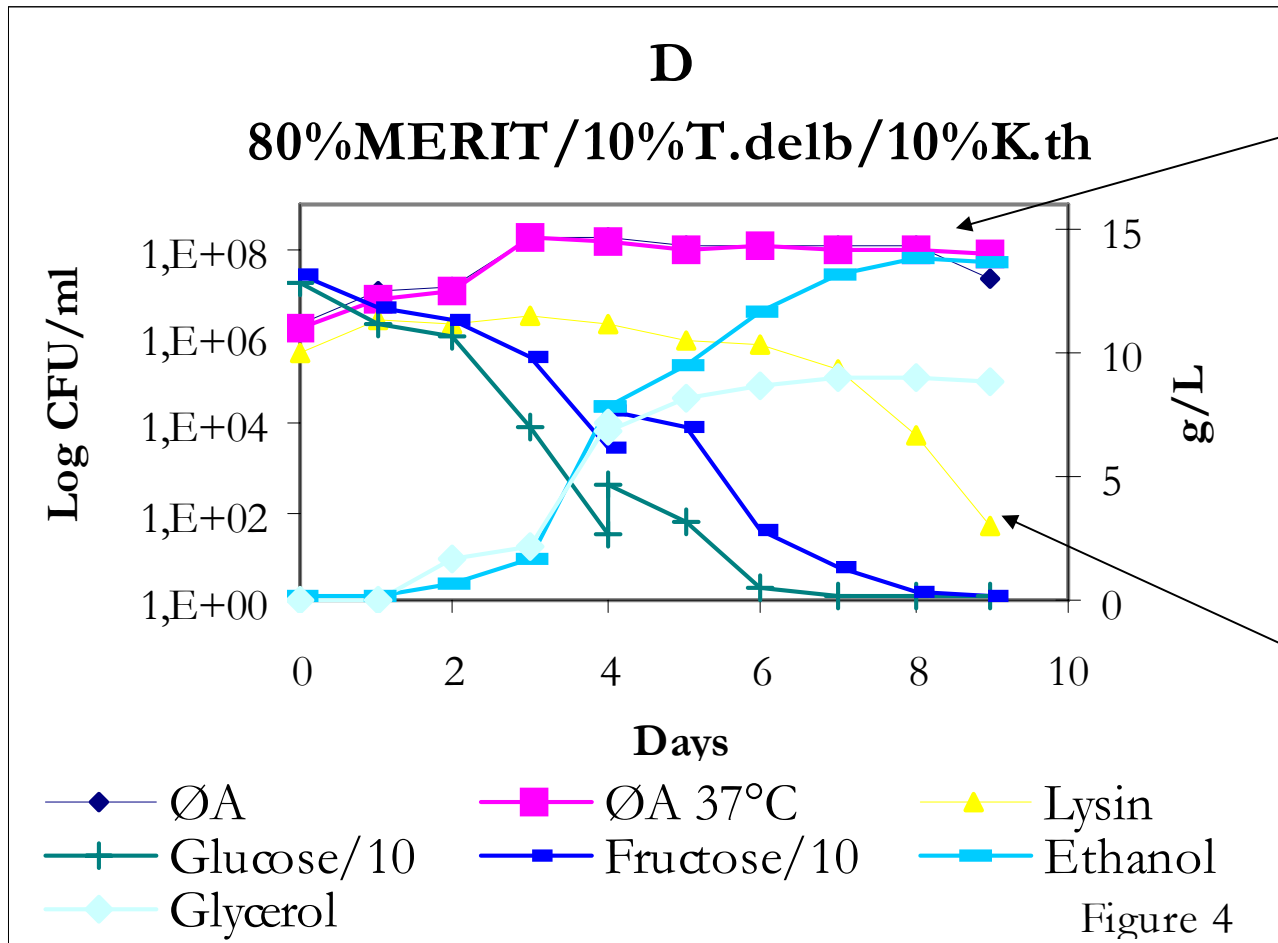 D
80%MERIT/10%T.delb/10%K.th
Log CFU/ml
1,E+08
1,E+06
1,E+04
1,E+02
1,E+00
15
10
5
0
g/L
0 2 4 6 8 10
Days
ØA ØA 37°C Lysin
Glucose/10 Fructose/10 Ethanol
Glycerol
Figure 4